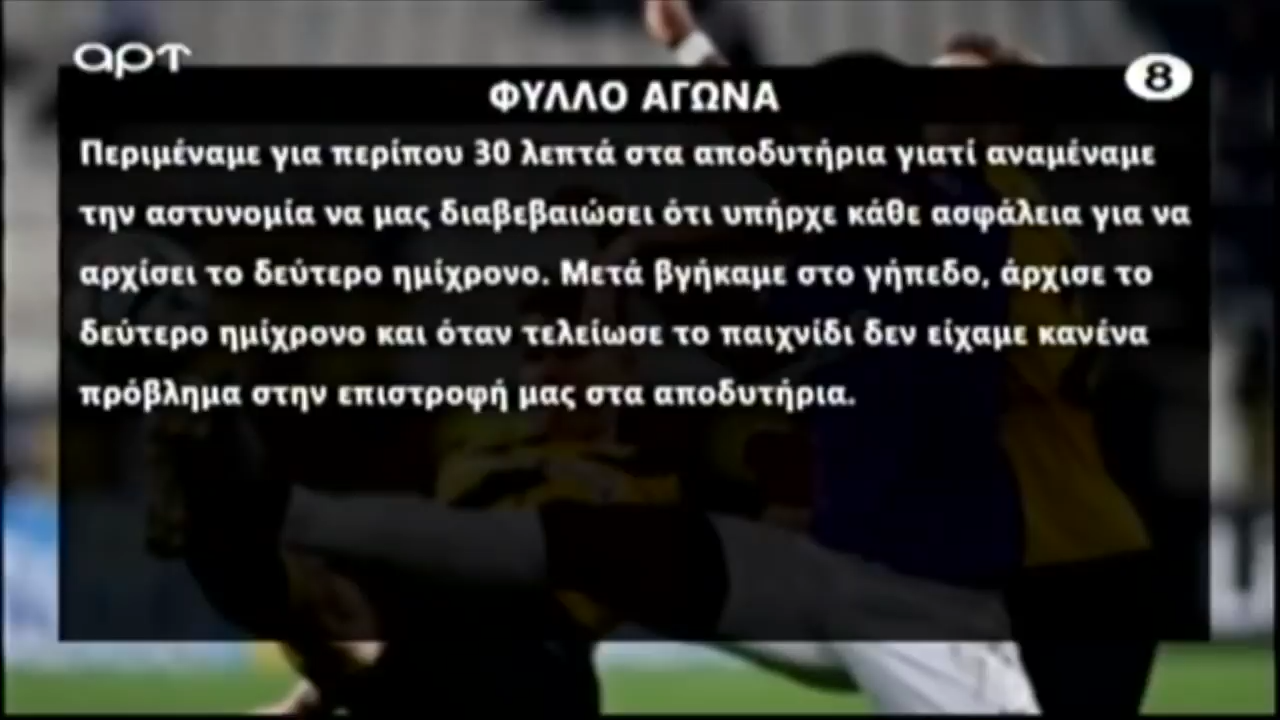 αρτ
8
ΦΥΛΛΟ ΑΓΩΝΑ
Περιμέναμε για περίπου 30 λεπτά στα αποδυτήρια γιατί αναμέναμε
την αστυνομία να μας διαβεβαιώσει ότι υπήρχε κάθε ασφάλεια για να
αρχίσει το δεύτερο ημίχρονο. Μετά βγήκαμε στο γήπεδο, άρχισε το
δεύτερο ημίχρονο και όταν τελείωσε το παιχνίδι δεν είχαμε κανένα
πρόβλημα στην επιστροφή μας στα αποδυτήρια.